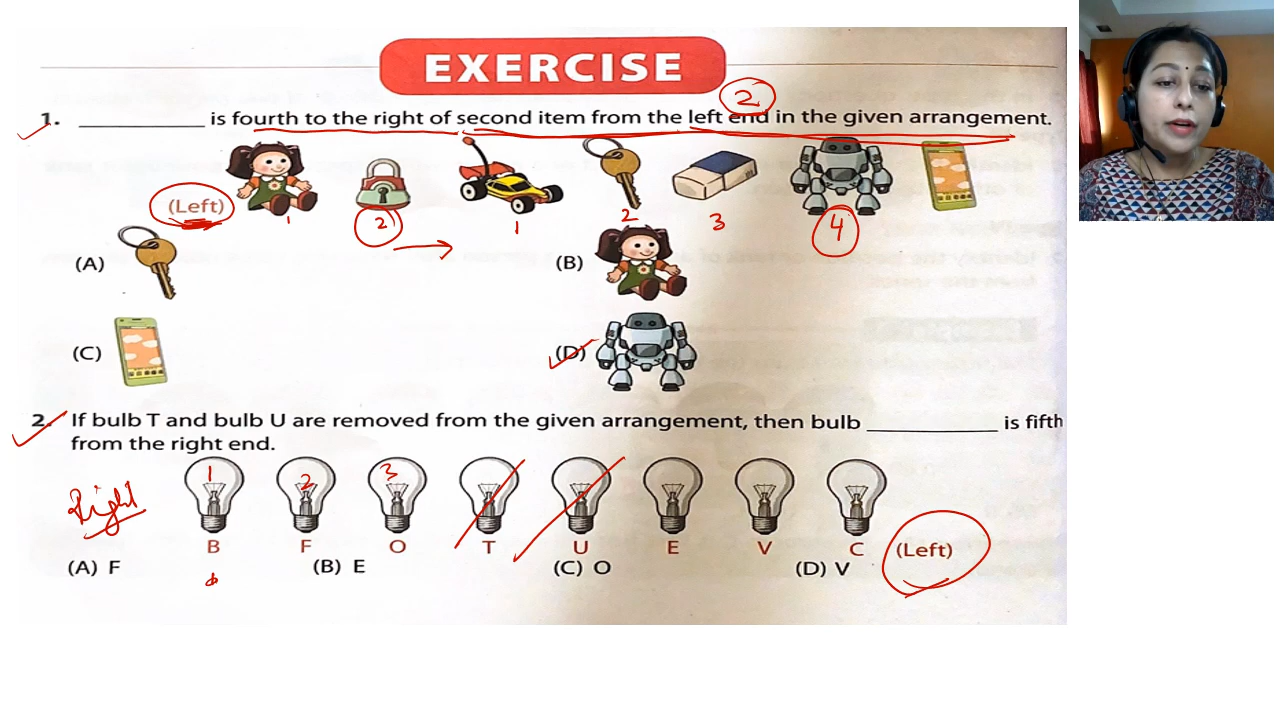 EXERCISE
2
1. __________ is fourth to the right of second item from the left end in the given arrangement.
(Left)
1 2 1 2 3 4
(A) (B)
(C) (D)
2. If bulb T and bulb U are removed from the given arrangement, then bulb __________ is fifth
from the right end.
Right 1 2 3
B F O T U E V C (Left)
(A) F (B) E (C) O (D) V